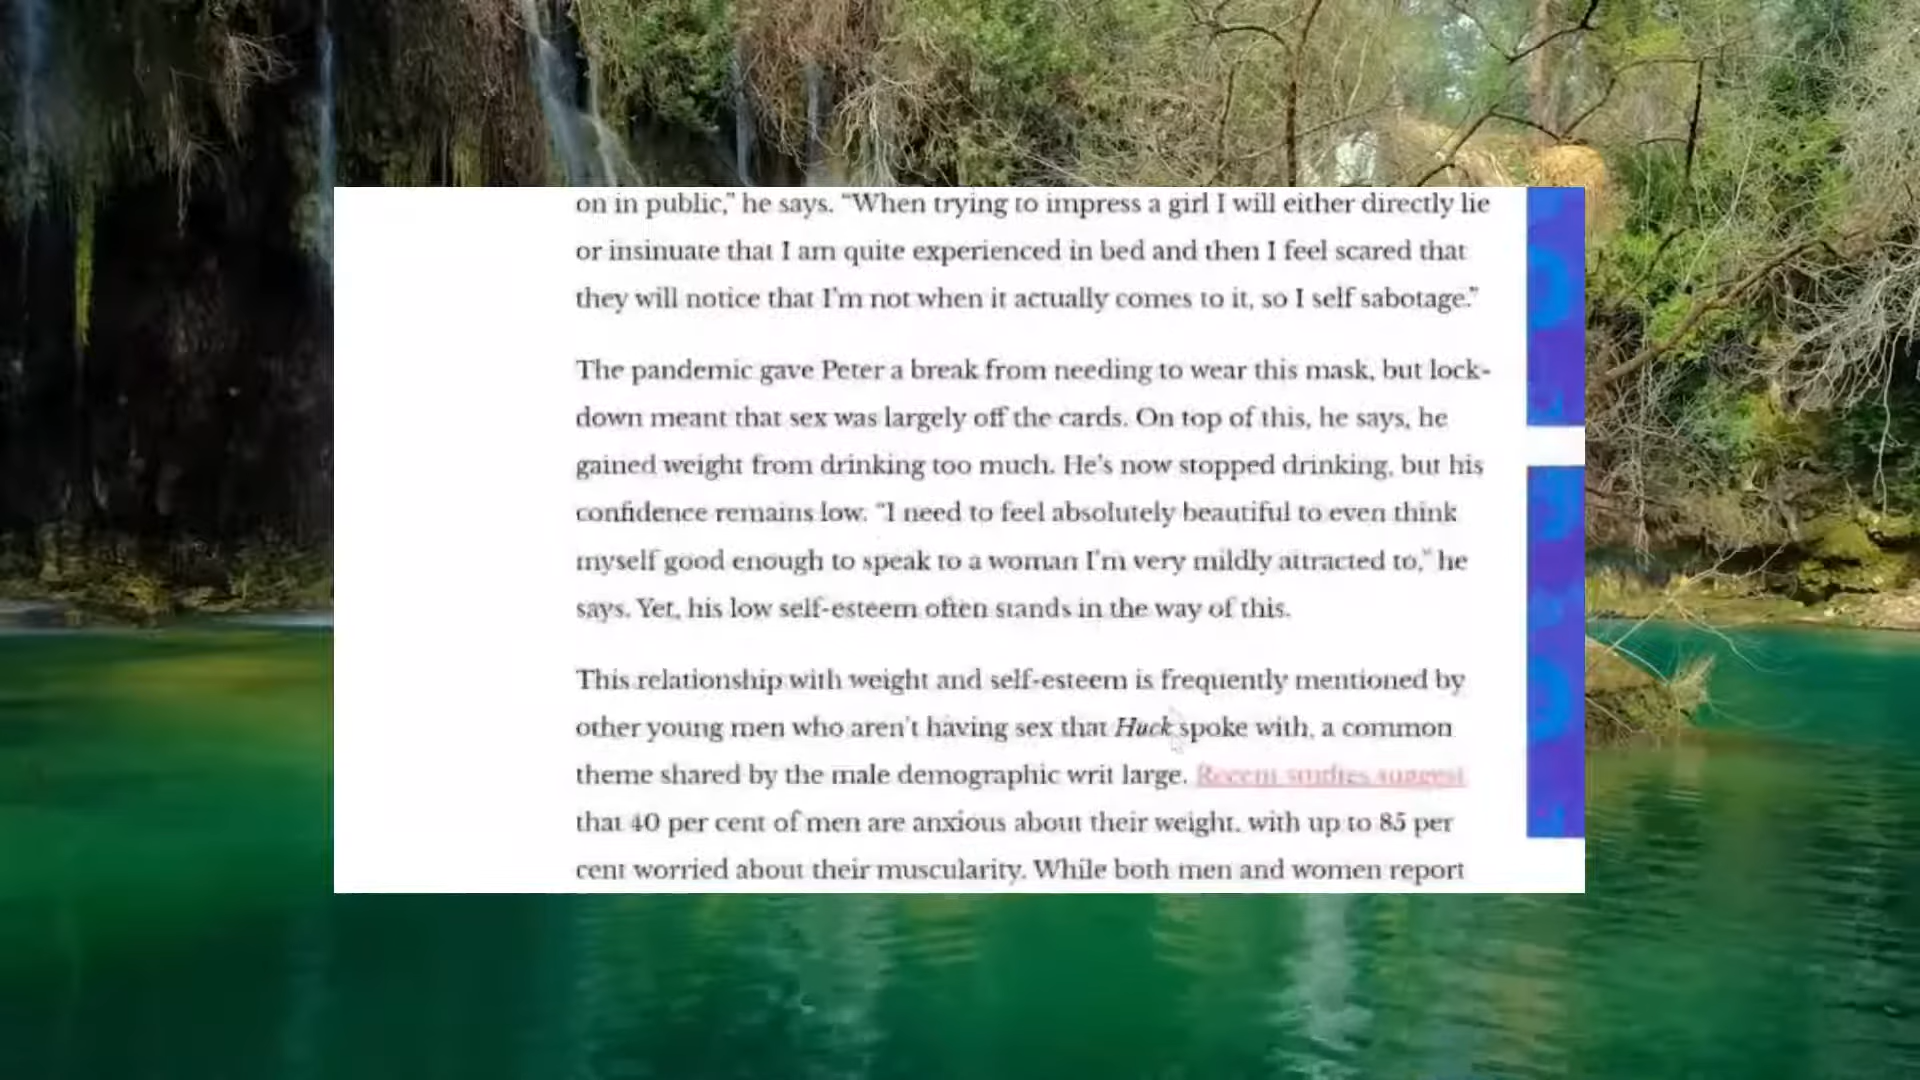 on in public,” he says. “When trying to impress a girl I will either directly lie
or insinuate that I am quite experienced in bed and then I feel scared that
they will notice that I’m not when it actually comes to it, so I self sabotage.”
The pandemic gave Peter a break from needing to wear this mask, but lock-
down meant that sex was largely off the cards. On top of this, he says, he
gained weight from drinking too much. He’s now stopped drinking, but his
confidence remains low. “I need to feel absolutely beautiful to even think
myself good enough to speak to a woman I’m very mildly attracted to,” he
says. Yet, his low self-esteem often stands in the way of this.
This relationship with weight and self-esteem is frequently mentioned by
other young men who aren’t having sex that Huck spoke with, a common
theme shared by the male demographic writ large. Recent studies suggest
that 40 per cent of men are anxious about their weight, with up to 85 per
cent worried about their muscularity. While both men and women report